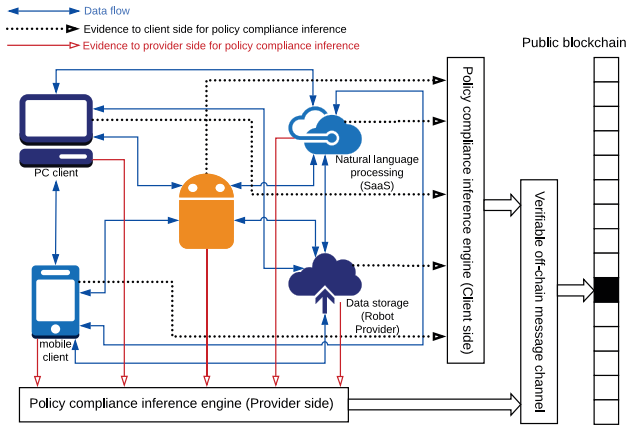 Data flow
Evidence to client side for policy compliance inference
Evidence to provider side for policy compliance inference
Public blockchain
PC client
Natural language
processing
(SaaS)
Policy compliance inference
engine (Client side)
Verifiable off-chain message
channel
Data storage
(Robot
Provider)
mobile
client
Policy compliance inference engine (Provider side)